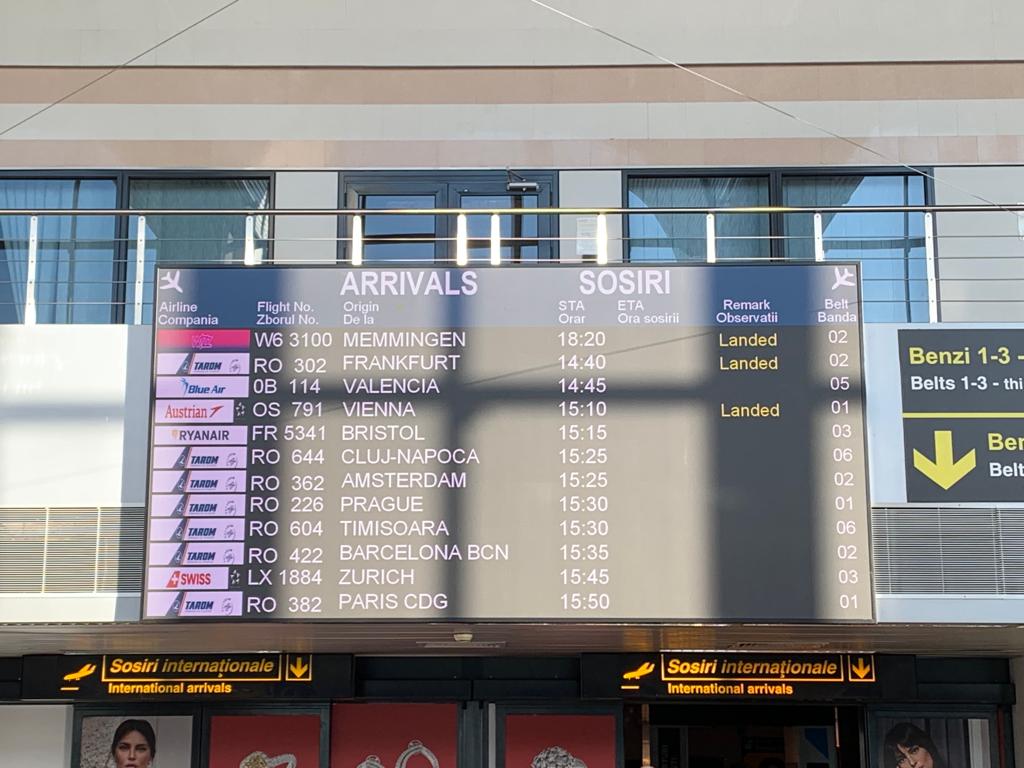 ARRIVALS SOSIRI
Airline Flight No. Origin STA ETA Remark Belt
Compania Zborul No. De la Orar Ora sosirii Observatii Banda
W6 3100 MEMMINGEN 18:20 Landed 02
TAROM RO 302 FRANKFURT 14:40 Landed 02
Blue Air 0B 114 VALENCIA 14:45 05
Austrian OS 791 VIENNA 15:10 Landed 01
RYANAIR FR 5341 BRISTOL 15:15 03
TAROM RO 644 CLUJ-NAPOCA 15:25 06
TAROM RO 362 AMSTERDAM 15:25 02
TAROM RO 226 PRAGUE 15:30 01
TAROM RO 604 TIMISOARA 15:30 06
TAROM RO 422 BARCELONA BCN 15:35 02
SWISS LX 1884 ZURICH 15:45 03
TAROM RO 382 PARIS CDG 15:50 01
Benzi 1-3 -
Belts 1-3 - thi
Ben
Belt
Sosiri internaționale
International arrivals
Sosiri internaționale
International arrivals